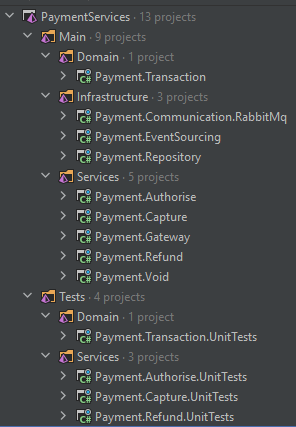 PaymentServices · 13 projects
Main · 9 projects
Domain · 1 project
C# Payment.Transaction
Infrastructure · 3 projects
C# Payment.Communication.RabbitMq
C# Payment.EventSourcing
C# Payment.Repository
Services · 5 projects
C# Payment.Authorise
C# Payment.Capture
C# Payment.Gateway
C# Payment.Refund
C# Payment.Void
Tests · 4 projects
Domain · 1 project
C# Payment.Transaction.UnitTests
Services · 3 projects
C# Payment.Authorise.UnitTests
C# Payment.Capture.UnitTests
C# Payment.Refund.UnitTests